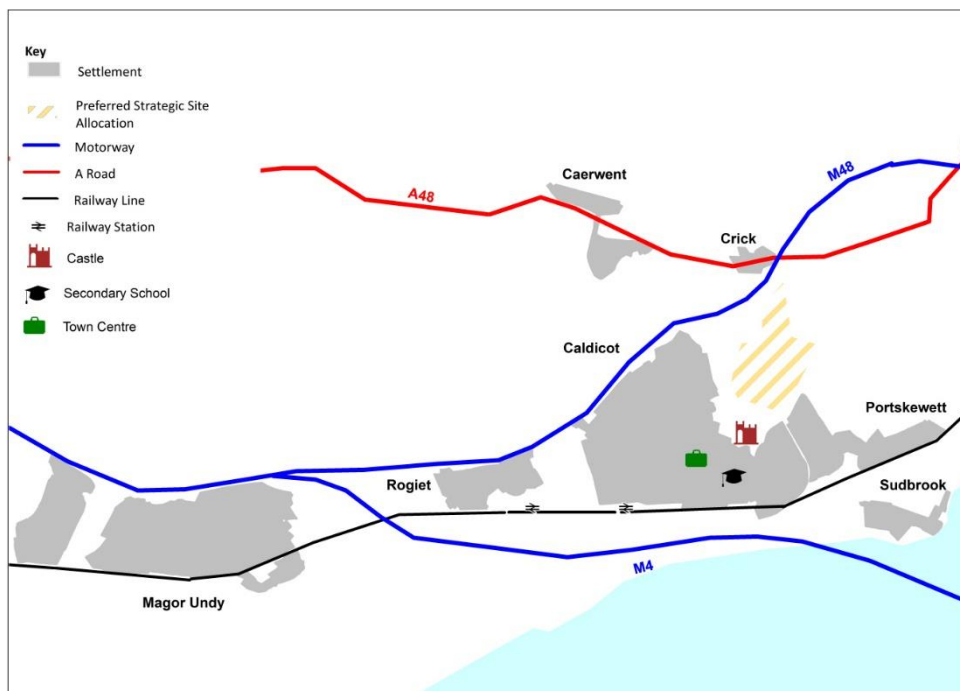 Key
Settlement
Preferred Strategic Site
Allocation
Motorway
A Road
Railway Line
Railway Station
Castle
Secondary School
Town Centre
Caerwent
M48
A48
Crick
Caldicot
Portskewett
Rogiet
Sudbrook
M4
Magor Undy